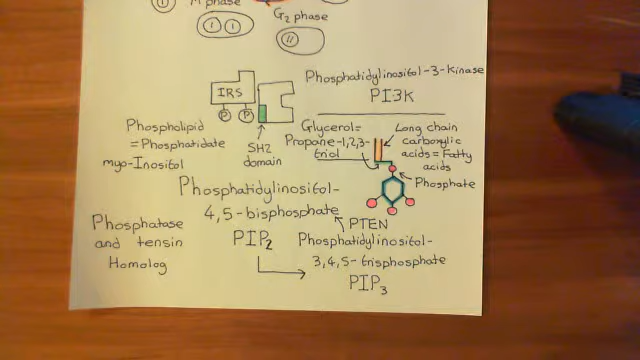 M phase
G2 phase
Phosphatidylinositol-3-kinase
PI3K
IRS
P P
SH2
domain
Phospholipid
= Phosphatidate
myo-Inositol
Glycerol=
Propane-1,2,3-
triol
Long chain
carboxylic
acids = Fatty
acids
Phosphate
Phosphatidylinositol-
4,5-bisphosphate
PIP2
PTEN
Phosphatidylinositol-
3,4,5-trisphosphate
PIP3
Phosphatase
and tensin
Homolog